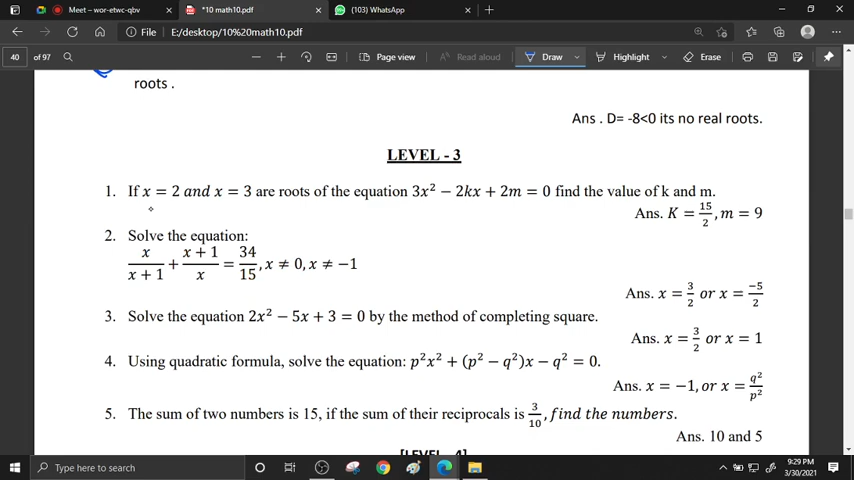 Meet – wor-etwc-qbv
*10 math10.pdf
(103) WhatsApp
File E:/desktop/10%20math10.pdf
40 of 97 Page view Read aloud Draw Highlight Erase
roots .
Ans . D= -8<0 its no real roots.
LEVEL - 3
1. If x = 2 and x = 3 are roots of the equation 3x² − 2kx + 2m = 0 find the value of k and m.
Ans. K = 15/2, m = 9
2. Solve the equation:
x/(x + 1) + (x + 1)/x = 34/15, x ≠ 0, x ≠ −1
Ans. x = 3/2 or x = −5/2
3. Solve the equation 2x² − 5x + 3 = 0 by the method of completing square.
Ans. x = 3/2 or x = 1
4. Using quadratic formula, solve the equation: p²x² + (p² − q²)x − q² = 0.
Ans. x = −1, or x = q²/p²
5. The sum of two numbers is 15, if the sum of their reciprocals is 3/10, find the numbers.
Ans. 10 and 5
[LEVEL - 4]
Type here to search
9:29 PM
3/30/2021